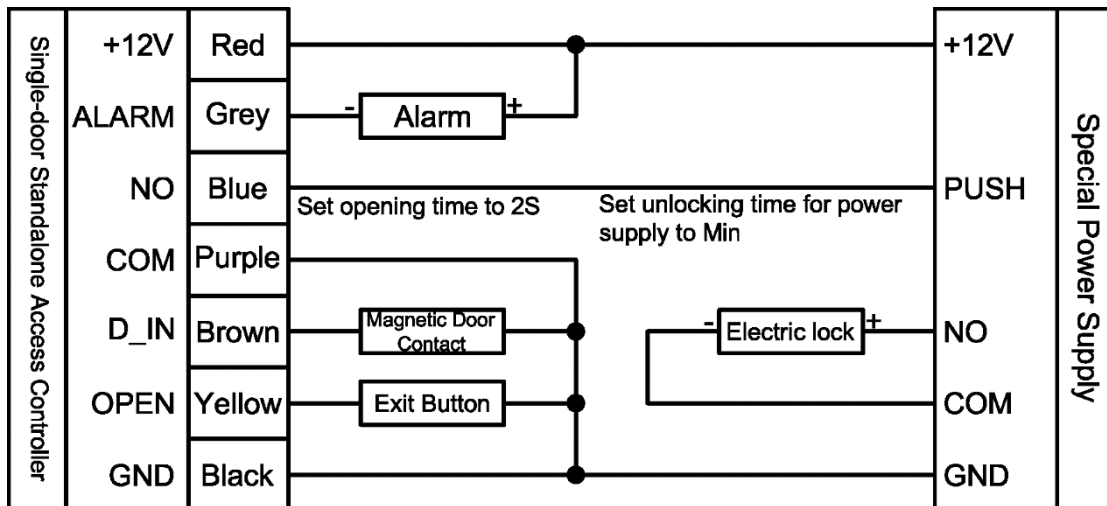 Single-door Standalone Access Controller
+12V Red +12V
ALARM Grey - Alarm +
NO Blue PUSH
Set opening time to 2S Set unlocking time for power
supply to Min
COM Purple
D_IN Brown Magnetic Door
Contact
- Electric lock + NO
OPEN Yellow Exit Button COM
GND Black GND
Special Power Supply